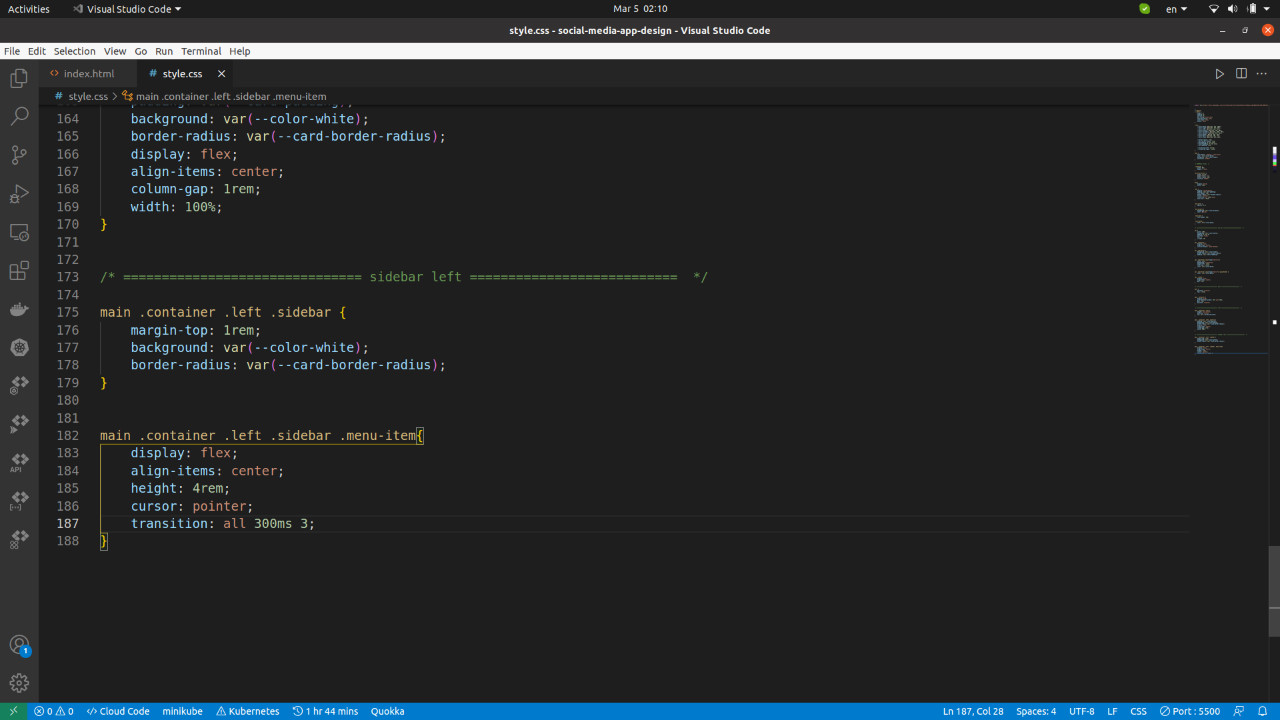 Activities
Visual Studio Code
Mar 5 02:10
en
style.css - social-media-app-design - Visual Studio Code
File Edit Selection View Go Run Terminal Help
<> index.html
# style.css
# style.css > main .container .left .sidebar .menu-item
164 background: var(--color-white);
165 border-radius: var(--card-border-radius);
166 display: flex;
167 align-items: center;
168 column-gap: 1rem;
169 width: 100%;
170 }
171
172
173 /* =============================== sidebar left =========================== */
174
175 main .container .left .sidebar {
176 margin-top: 1rem;
177 background: var(--color-white);
178 border-radius: var(--card-border-radius);
179 }
180
181
182 main .container .left .sidebar .menu-item{
183 display: flex;
184 align-items: center;
185 height: 4rem;
186 cursor: pointer;
187 transition: all 300ms 3;
188 }
API
1
0 0 Cloud Code minikube Kubernetes 1 hr 44 mins Quokka
Ln 187, Col 28 Spaces: 4 UTF-8 LF CSS Port : 5500